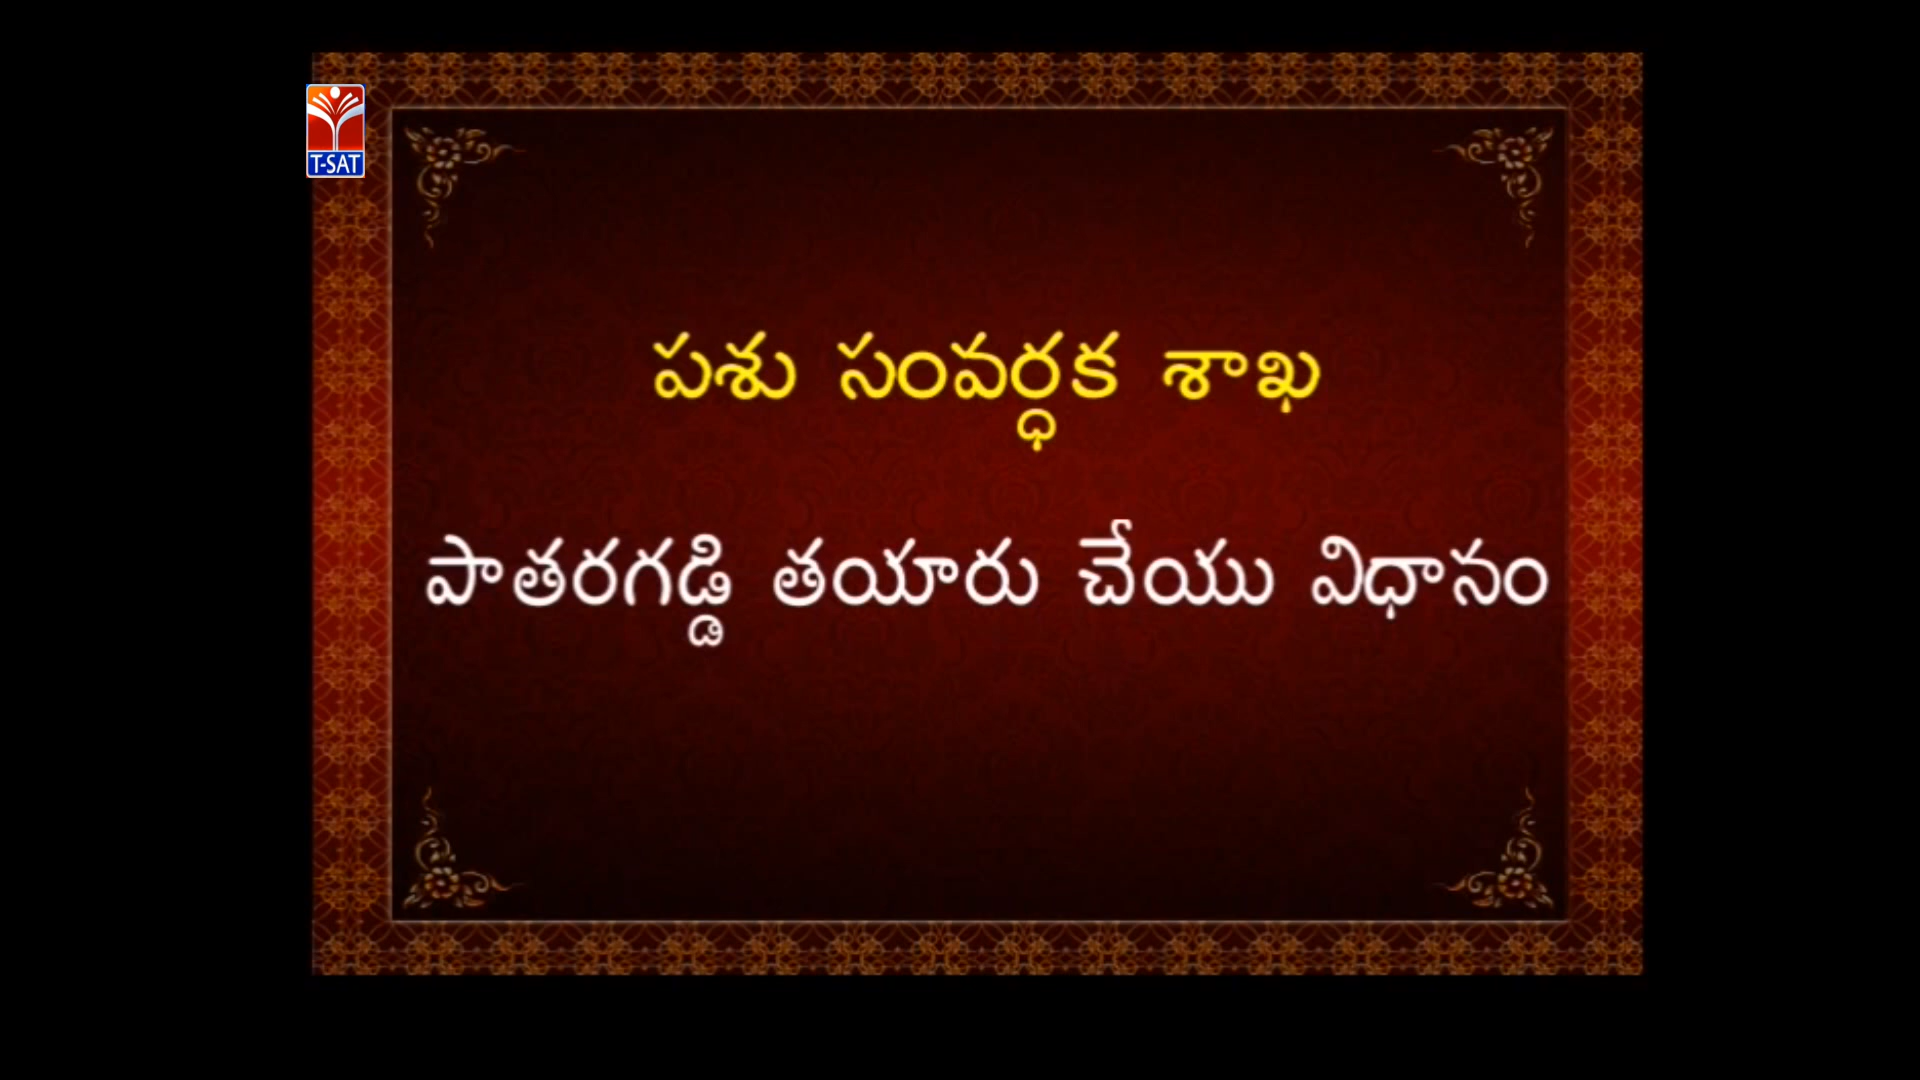 T-SAT
పశు సంవర్ధక శాఖ
పాతరగడ్డి తయారు చేయు విధానం